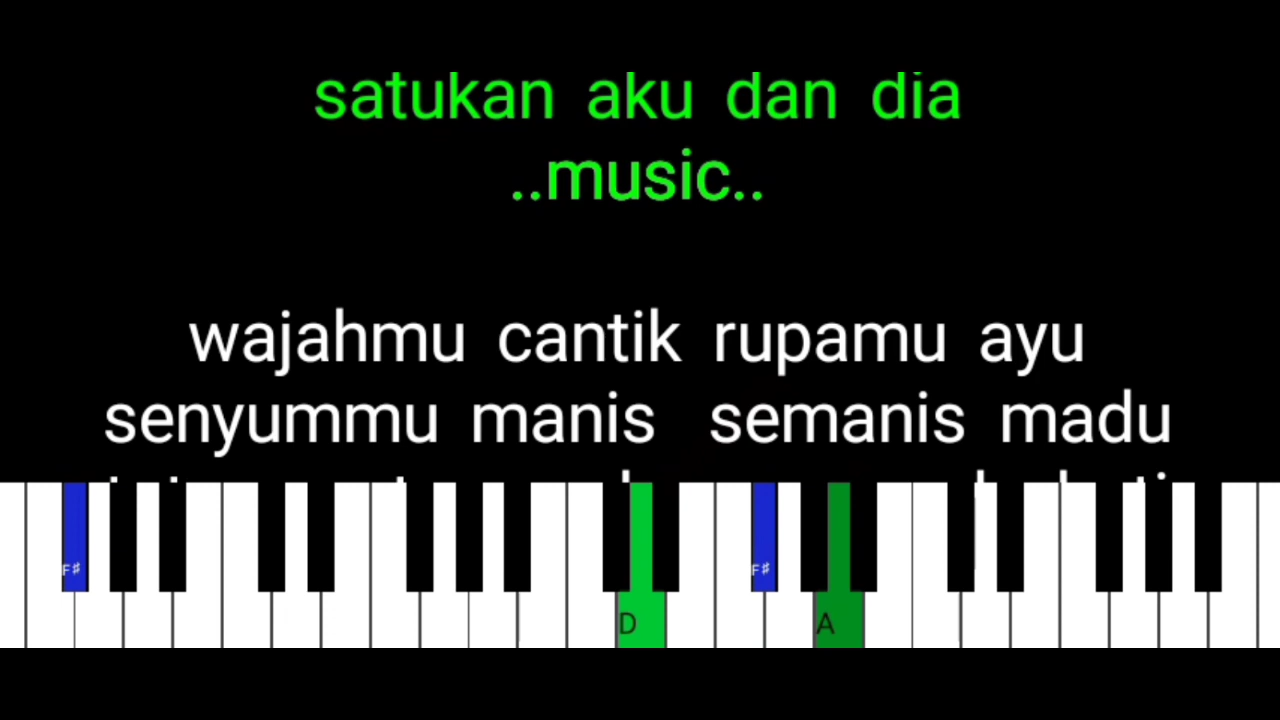 satukan aku dan dia
..music..
wajahmu cantik rupamu ayu
senyummu manis semanis madu
F♯ D F♯ A